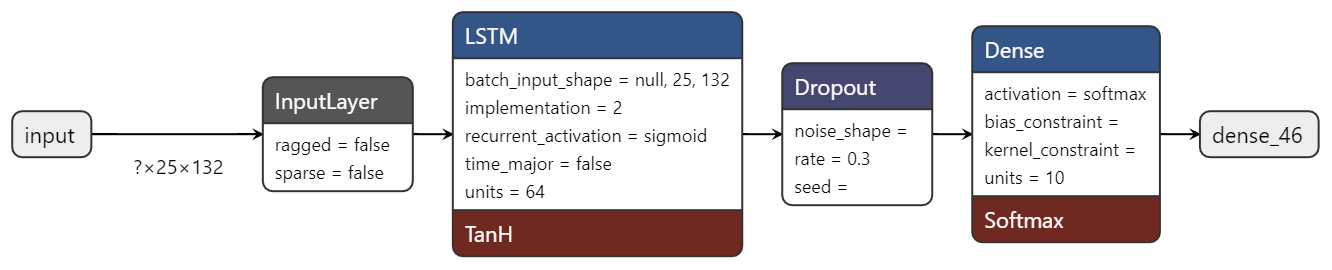 input
?×25×132
InputLayer
ragged = false
sparse = false
LSTM
batch_input_shape = null, 25, 132
implementation = 2
recurrent_activation = sigmoid
time_major = false
units = 64
TanH
Dropout
noise_shape =
rate = 0.3
seed =
Dense
activation = softmax
bias_constraint =
kernel_constraint =
units = 10
Softmax
dense_46